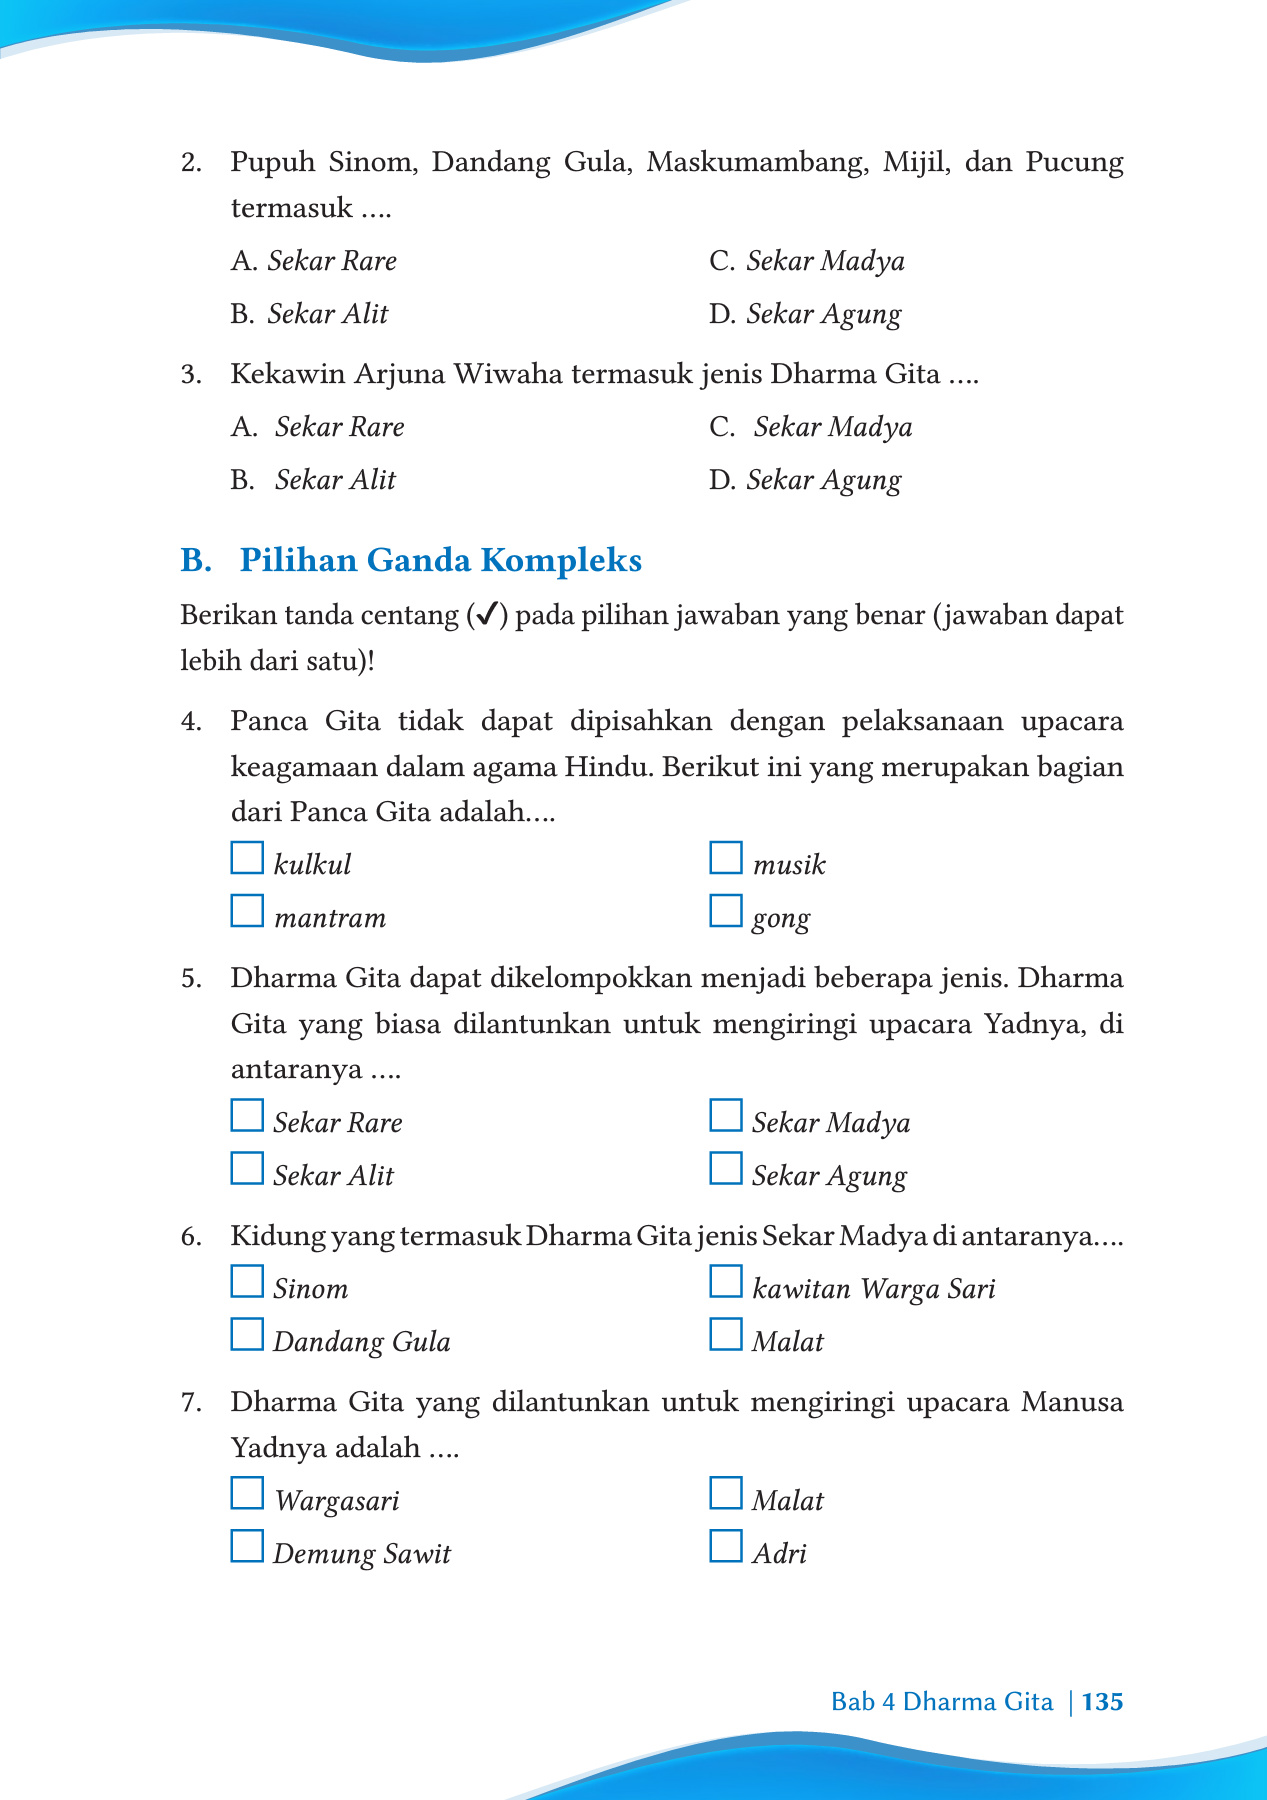 2. Pupuh Sinom, Dandang Gula, Maskumambang, Mijil, dan Pucung
termasuk ….
A. Sekar Rare
C. Sekar Madya
B. Sekar Alit
D. Sekar Agung
3. Kekawin Arjuna Wiwaha termasuk jenis Dharma Gita ….
A. Sekar Rare
C. Sekar Madya
B. Sekar Alit
D. Sekar Agung
B. Pilihan Ganda Kompleks
Berikan tanda centang (✓) pada pilihan jawaban yang benar (jawaban dapat
lebih dari satu)!
4. Panca Gita tidak dapat dipisahkan dengan pelaksanaan upacara
keagamaan dalam agama Hindu. Berikut ini yang merupakan bagian
dari Panca Gita adalah….
kulkul
musik
mantram
gong
5. Dharma Gita dapat dikelompokkan menjadi beberapa jenis. Dharma
Gita yang biasa dilantunkan untuk mengiringi upacara Yadnya, di
antaranya ….
Sekar Rare
Sekar Madya
Sekar Alit
Sekar Agung
6. Kidung yang termasuk Dharma Gita jenis Sekar Madya di antaranya….
Sinom
kawitan Warga Sari
Dandang Gula
Malat
7. Dharma Gita yang dilantunkan untuk mengiringi upacara Manusa
Yadnya adalah ….
Wargasari
Malat
Demung Sawit
Adri
Bab 4 Dharma Gita | 135